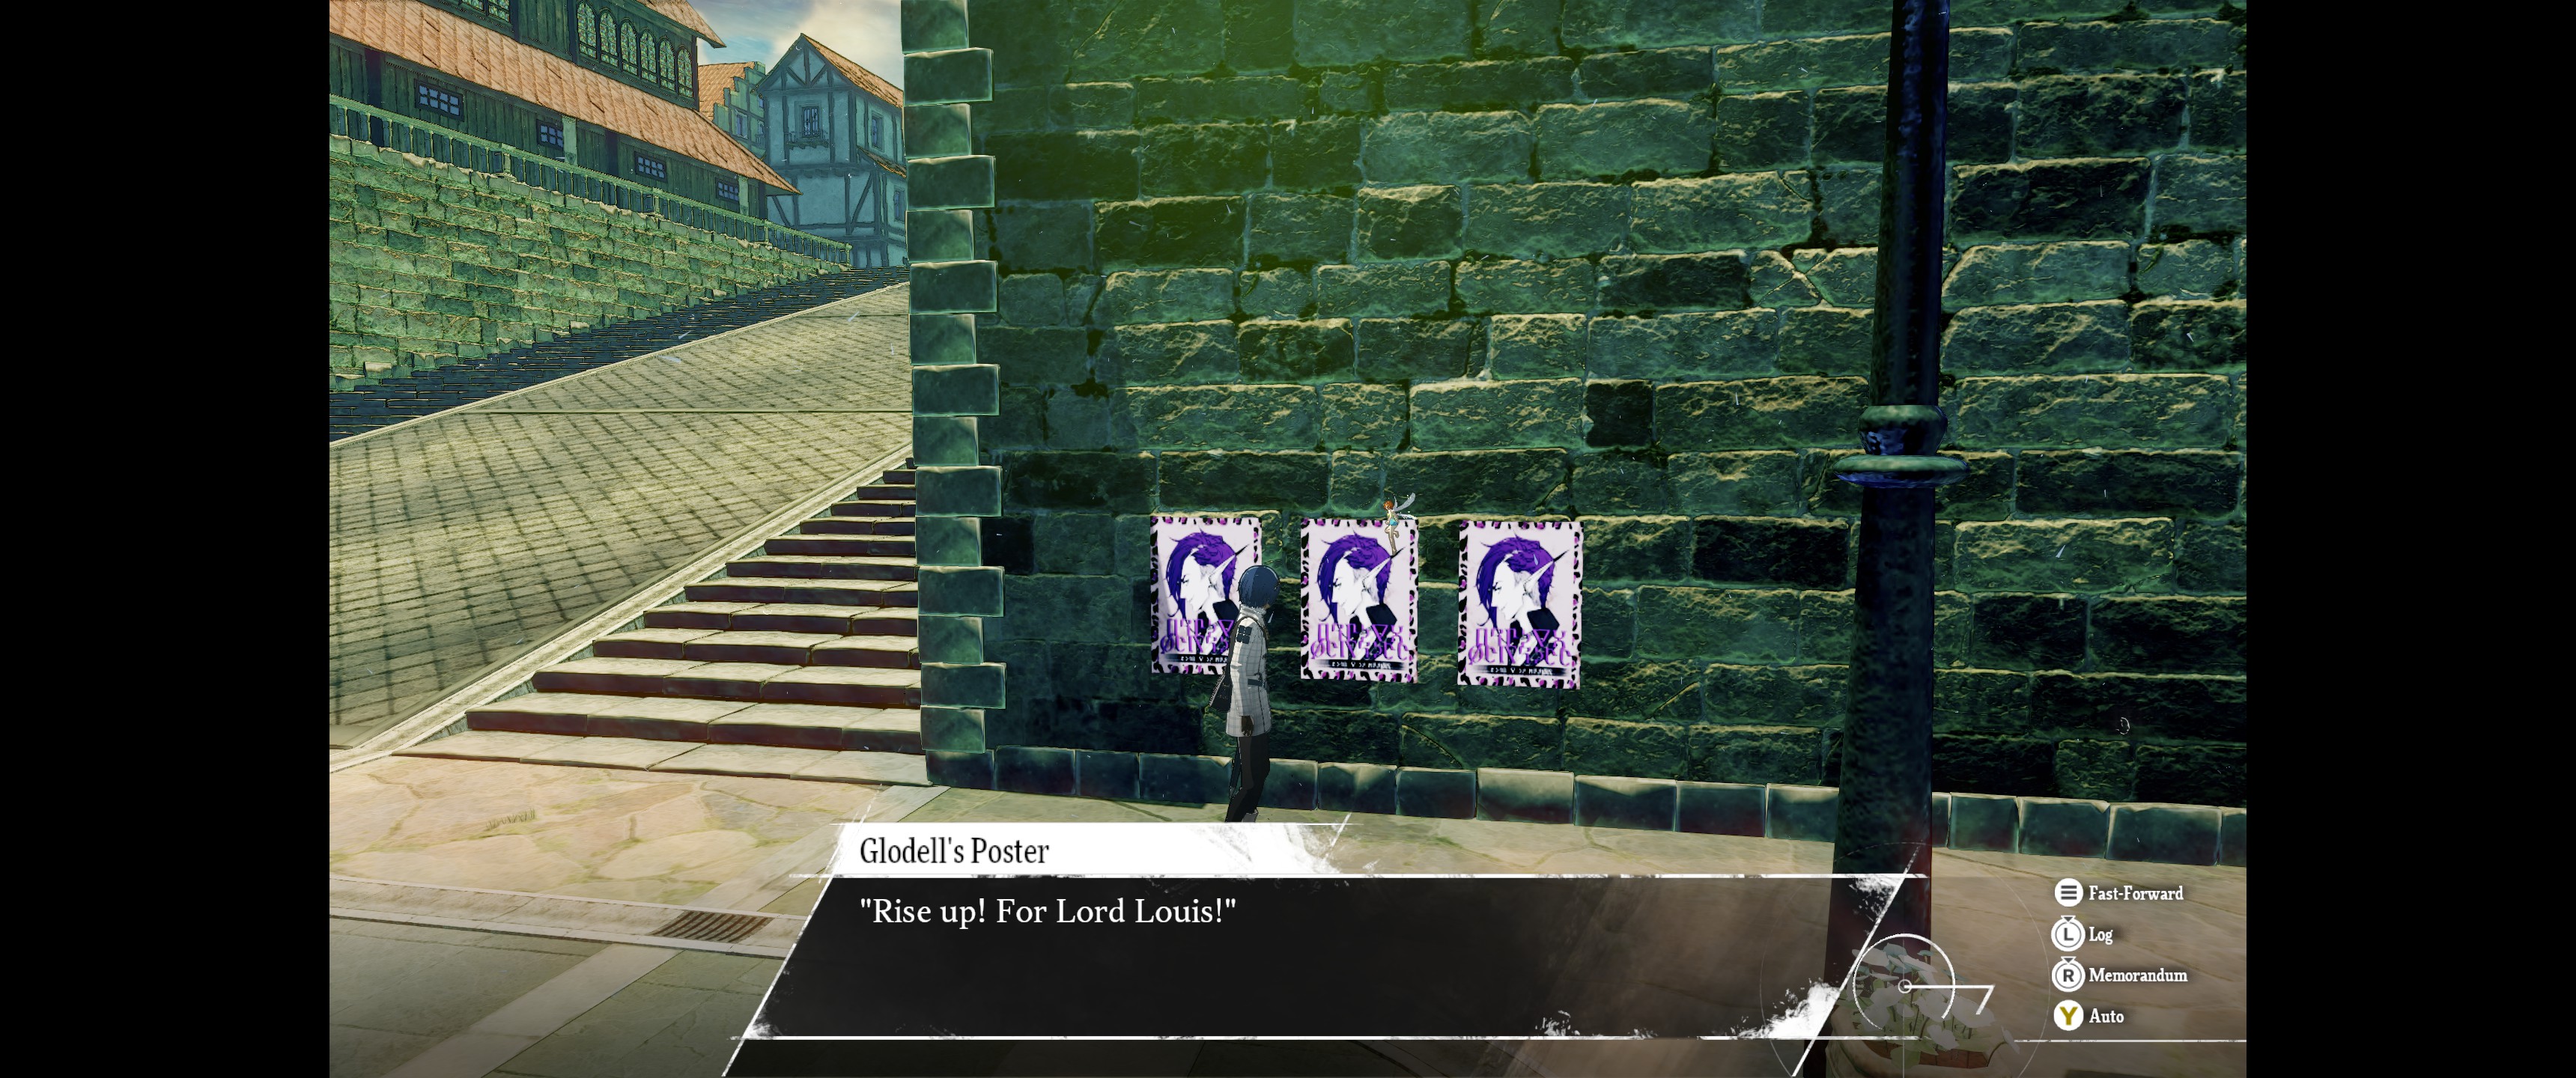 Glodell's Poster
"Rise up! For Lord Louis!"
Fast-Forward
L Log
R Memorandum
Y Auto